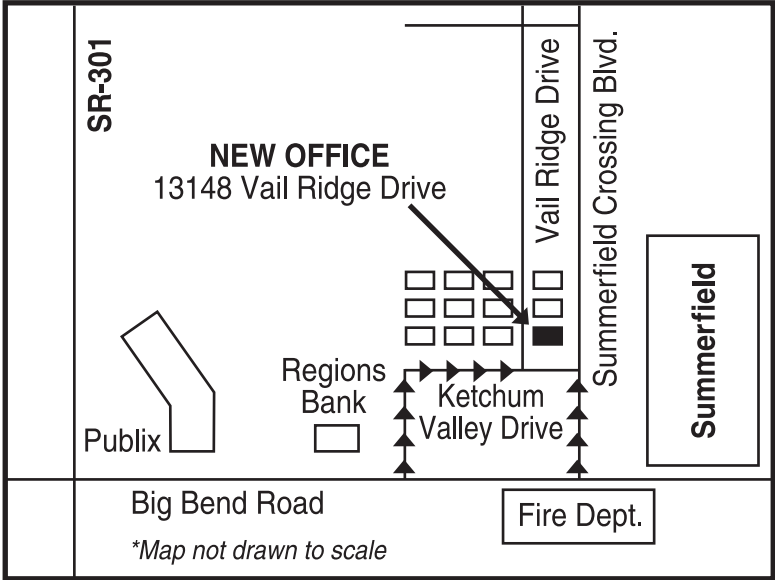 SR-301
NEW OFFICE
13148 Vail Ridge Drive
Vail Ridge Drive
Summerfield Crossing Blvd.
Summerfield
Regions
Bank
Ketchum
Valley Drive
Publix
Big Bend Road
Fire Dept.
*Map not drawn to scale